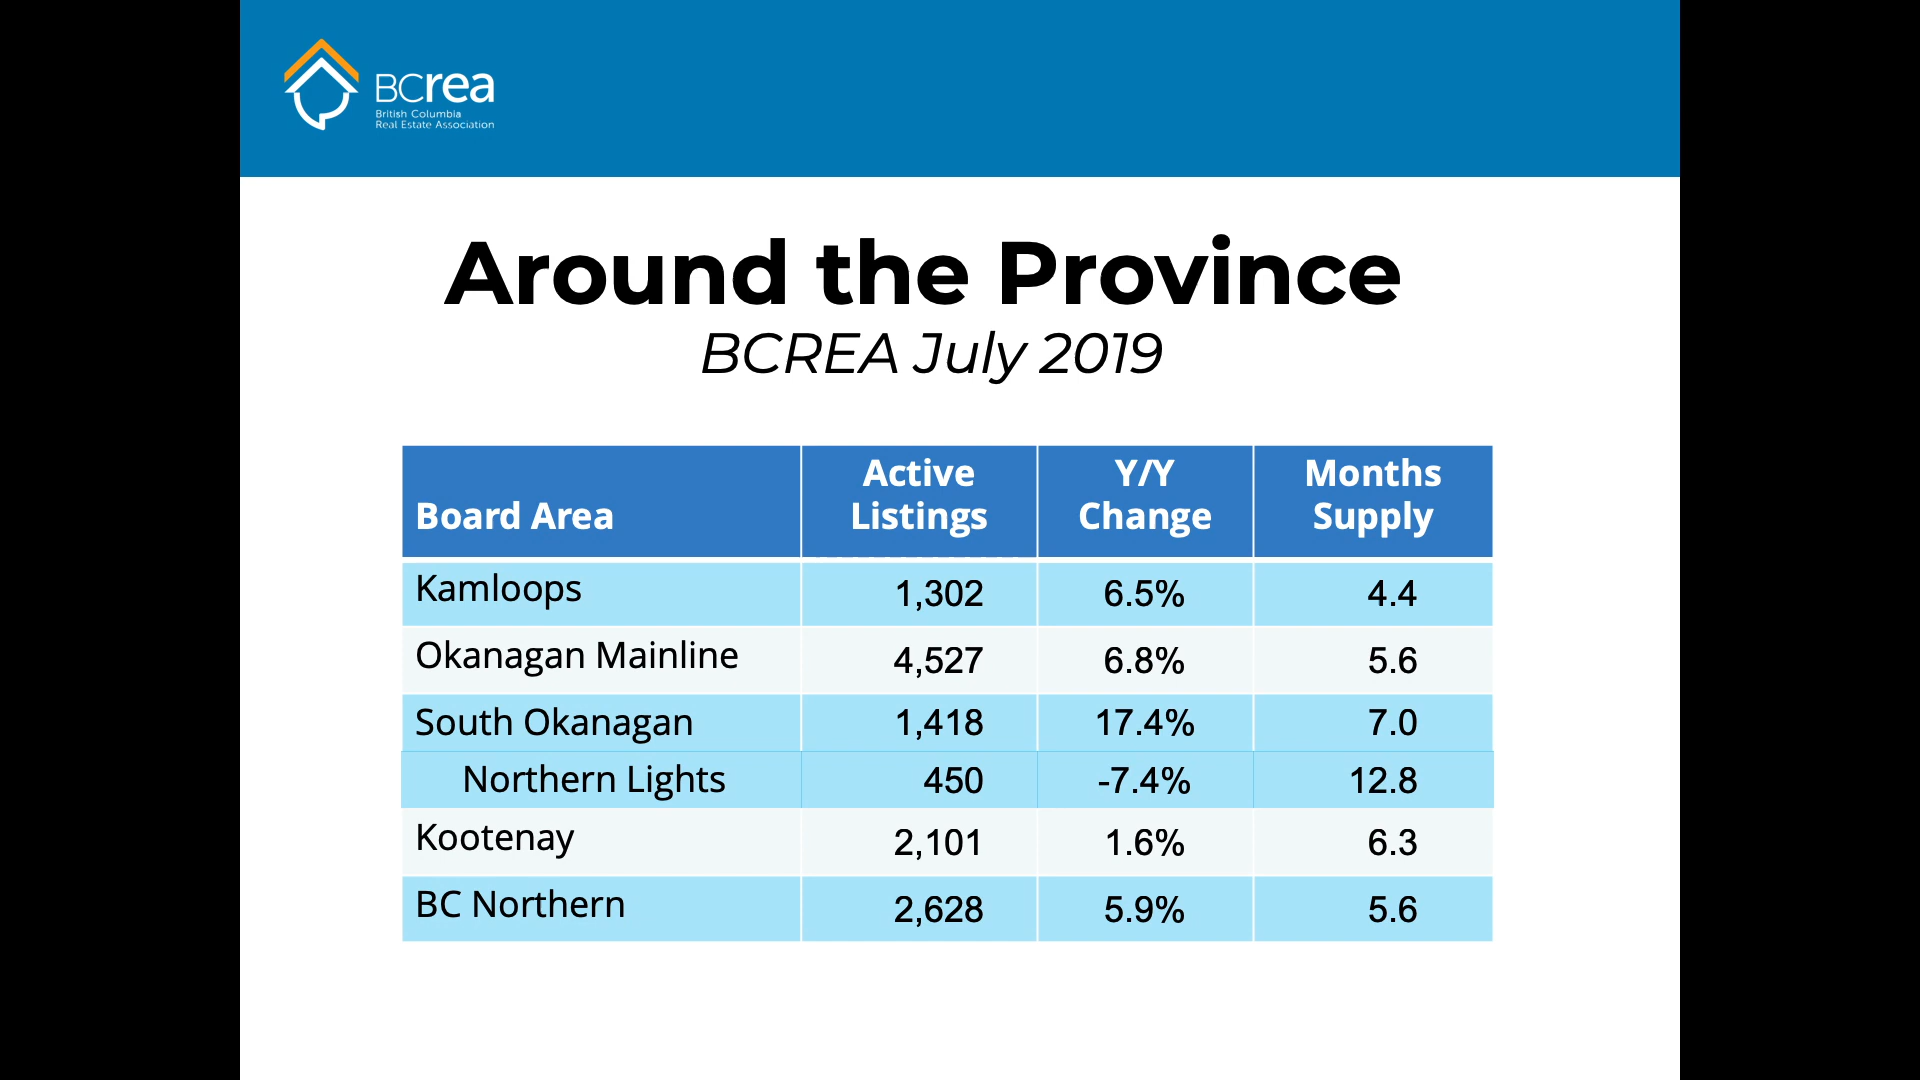 BCrea
British Columbia
Real Estate Association
Around the Province
BCREA July 2019
Board Area Active Listings Y/Y Change Months Supply
Kamloops 1,302 6.5% 4.4
Okanagan Mainline 4,527 6.8% 5.6
South Okanagan 1,418 17.4% 7.0
Northern Lights 450 -7.4% 12.8
Kootenay 2,101 1.6% 6.3
BC Northern 2,628 5.9% 5.6